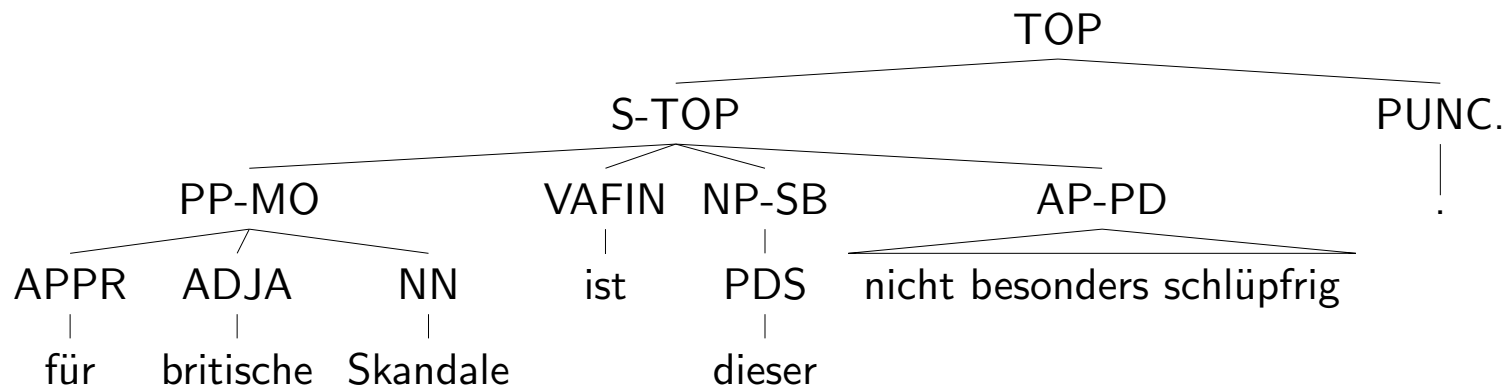 TOP
S-TOP PUNC.
PP-MO VAFIN NP-SB AP-PD .
APPR ADJA NN ist PDS nicht besonders schlüpfrig
für britische Skandale dieser